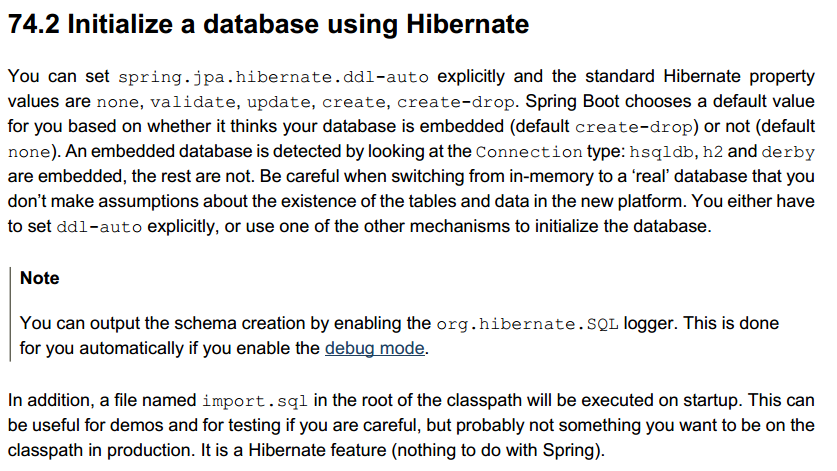 74.2 Initialize a database using Hibernate
You can set spring.jpa.hibernate.ddl-auto explicitly and the standard Hibernate property
values are none, validate, update, create, create-drop. Spring Boot chooses a default value
for you based on whether it thinks your database is embedded (default create-drop) or not (default
none). An embedded database is detected by looking at the Connection type: hsqldb, h2 and derby
are embedded, the rest are not. Be careful when switching from in-memory to a ‘real’ database that you
don’t make assumptions about the existence of the tables and data in the new platform. You either have
to set ddl-auto explicitly, or use one of the other mechanisms to initialize the database.
Note
You can output the schema creation by enabling the org.hibernate.SQL logger. This is done
for you automatically if you enable the debug mode.
In addition, a file named import.sql in the root of the classpath will be executed on startup. This can
be useful for demos and for testing if you are careful, but probably not something you want to be on the
classpath in production. It is a Hibernate feature (nothing to do with Spring).